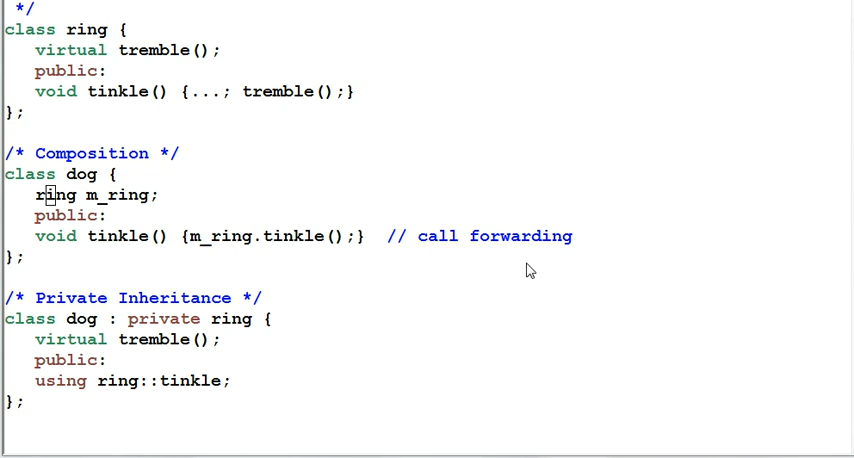 */
class ring {
virtual tremble();
public:
void tinkle() {...; tremble();}
};
/* Composition */
class dog {
ring m_ring;
public:
void tinkle() {m_ring.tinkle();}  // call forwarding
};
/* Private Inheritance */
class dog : private ring {
virtual tremble();
public:
using ring::tinkle;
};